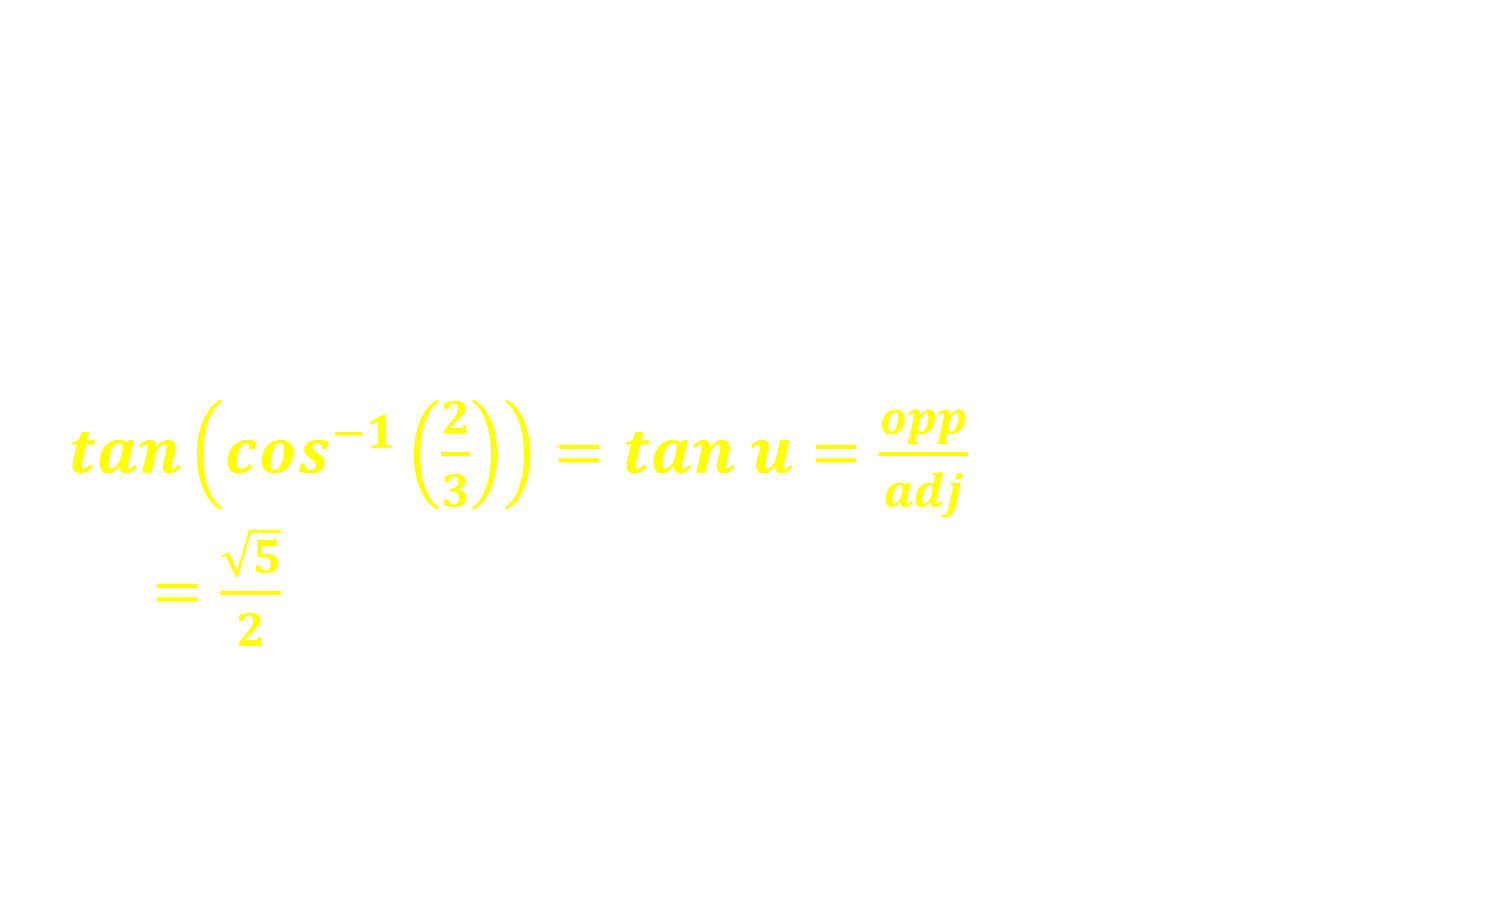 tan(cos⁻¹(2/3)) = tan u = opp/adj
= √5/2